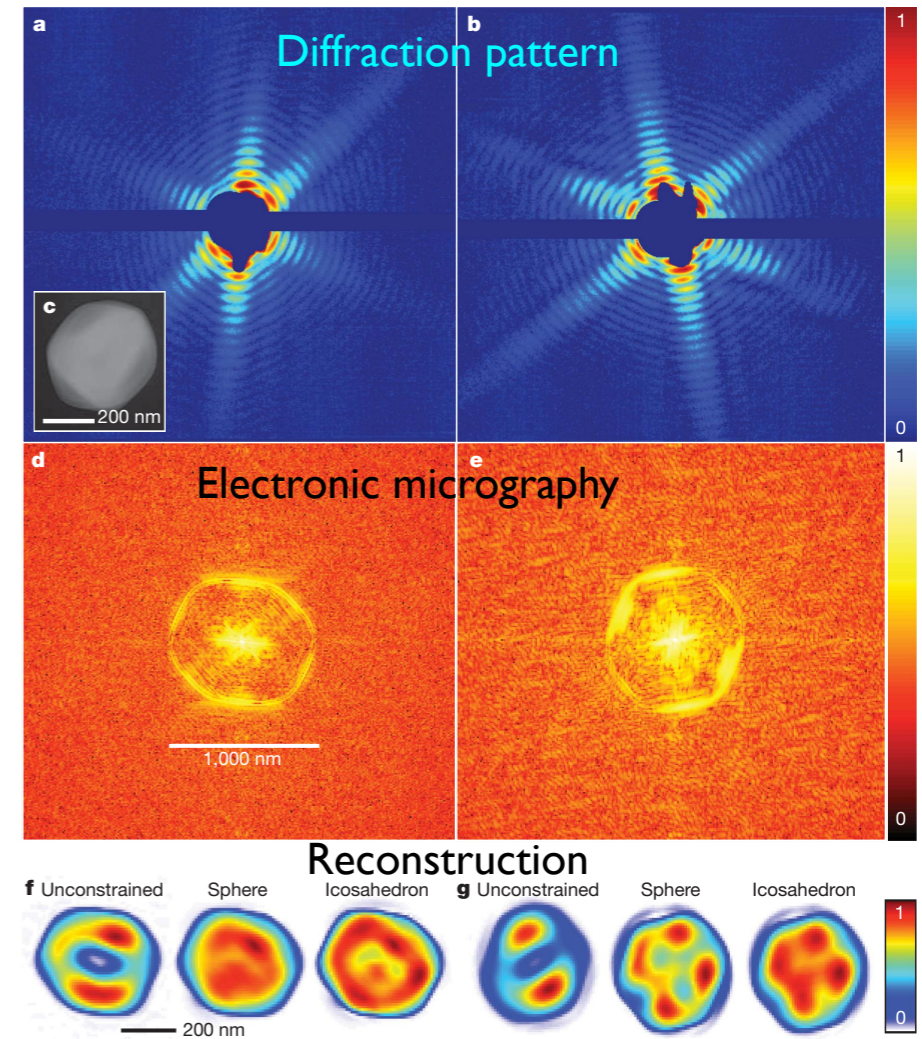 a
b
1
Diffraction pattern
c
200 nm
0
d
e
1
Electronic micrography
1,000 nm
0
Reconstruction
f Unconstrained Sphere Icosahedron g Unconstrained Sphere Icosahedron
1
0
200 nm